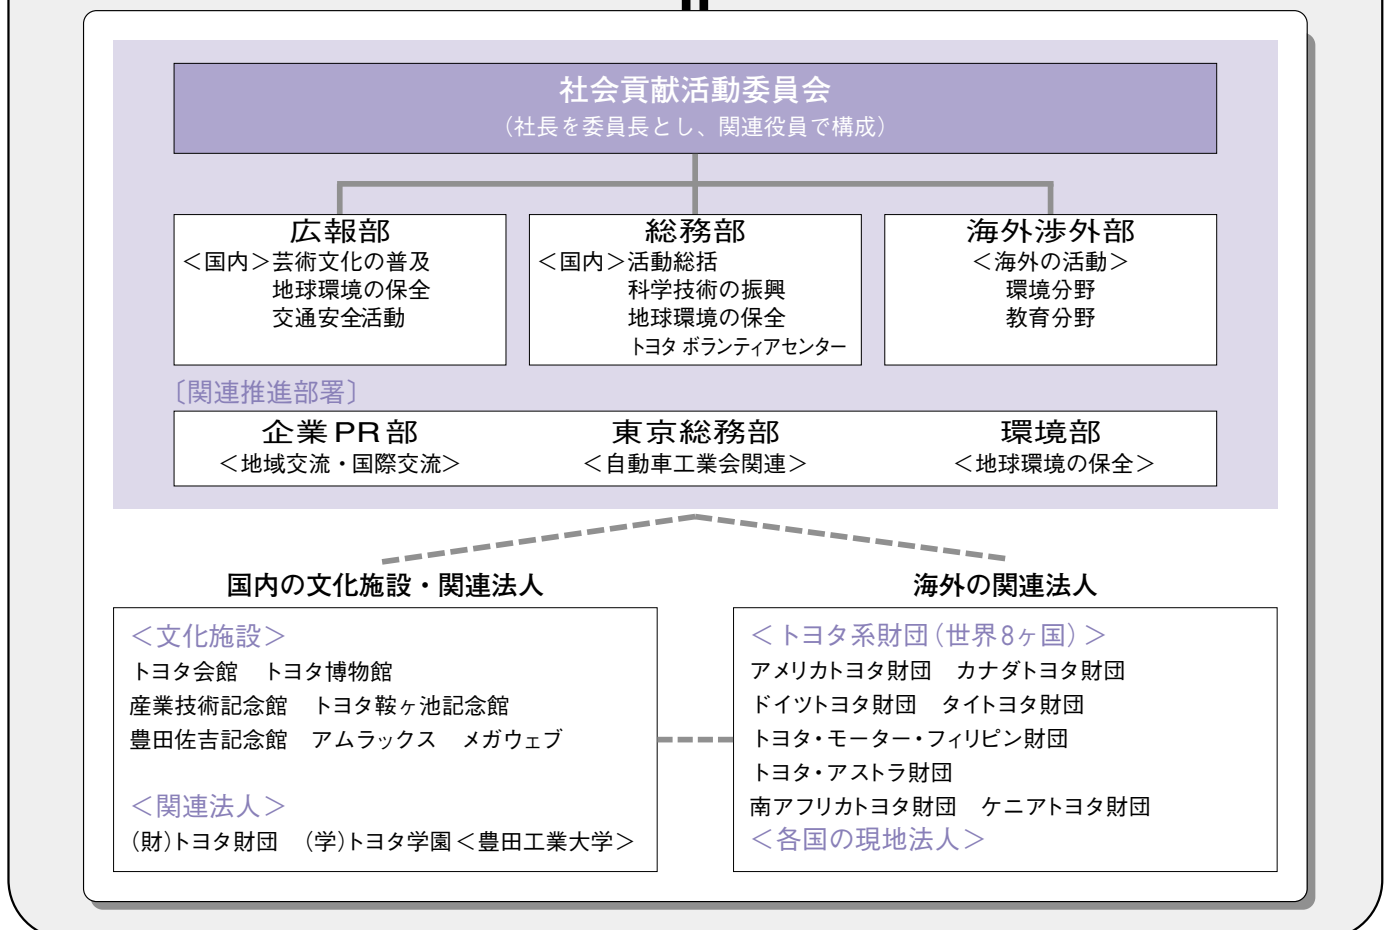 社会貢献活動委員会
(社長を委員長とし、関連役員で構成)
広報部
＜国内＞芸術文化の普及
地球環境の保全
交通安全活動
総務部
＜国内＞活動総括
科学技術の振興
地球環境の保全
トヨタ ボランティアセンター
海外渉外部
＜海外の活動＞
環境分野
教育分野
〔関連推進部署〕
企業PR部
＜地域交流・国際交流＞
東京総務部
＜自動車工業会関連＞
環境部
＜地球環境の保全＞
国内の文化施設・関連法人
＜文化施設＞
トヨタ会館　トヨタ博物館
産業技術記念館　トヨタ鞍ヶ池記念館
豊田佐吉記念館　アムラックス　メガウェブ
＜関連法人＞
(財)トヨタ財団　(学)トヨタ学園＜豊田工業大学＞
海外の関連法人
＜トヨタ系財団(世界8ヶ国)＞
アメリカトヨタ財団　カナダトヨタ財団
ドイツトヨタ財団　タイトヨタ財団
トヨタ・モーター・フィリピン財団
トヨタ・アストラ財団
南アフリカトヨタ財団　ケニアトヨタ財団
＜各国の現地法人＞